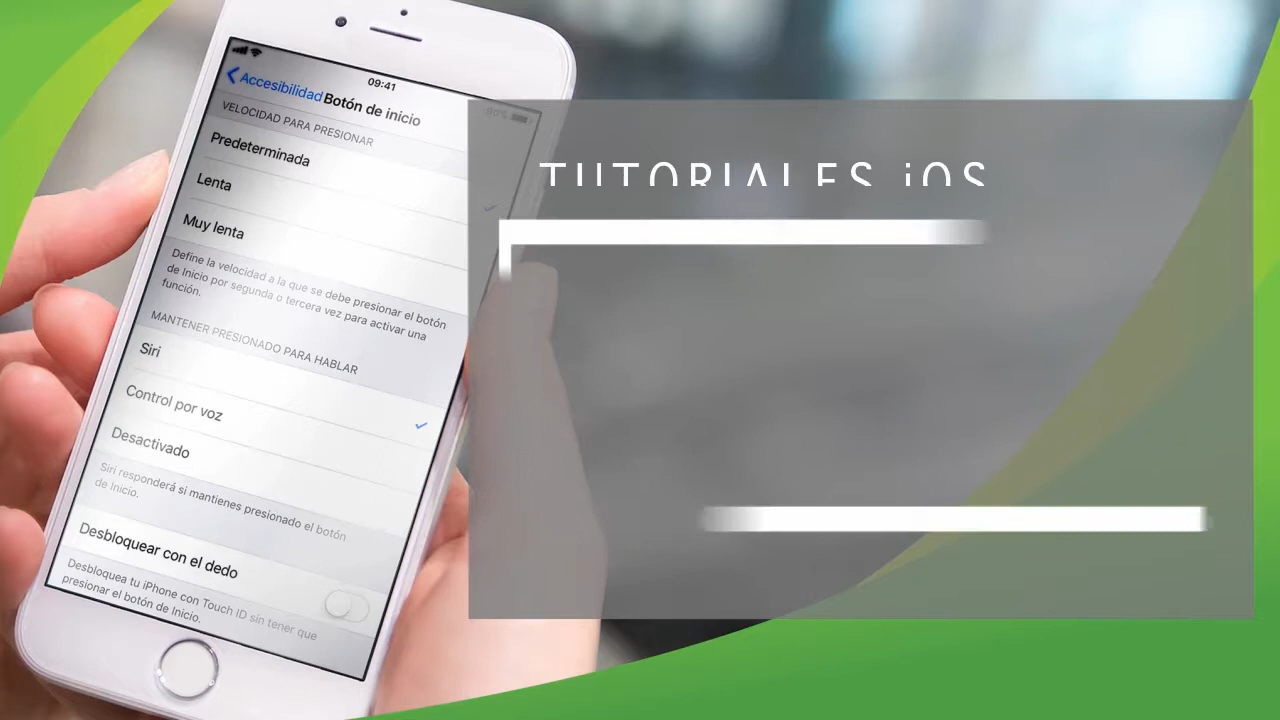 09:41
90%
Accesibilidad Botón de inicio
VELOCIDAD PARA PRESIONAR
Predeterminada
Lenta
Muy lenta
Define la velocidad a la que se debe presionar el botón
de Inicio por segunda o tercera vez para activar una
función.
MANTENER PRESIONADO PARA HABLAR
Siri
Control por voz
Desactivado
Siri responderá si mantienes presionado el botón
de Inicio.
Desbloquear con el dedo
Desbloquea tu iPhone con Touch ID sin tener que
presionar el botón de Inicio.
TUTORIALES iOS